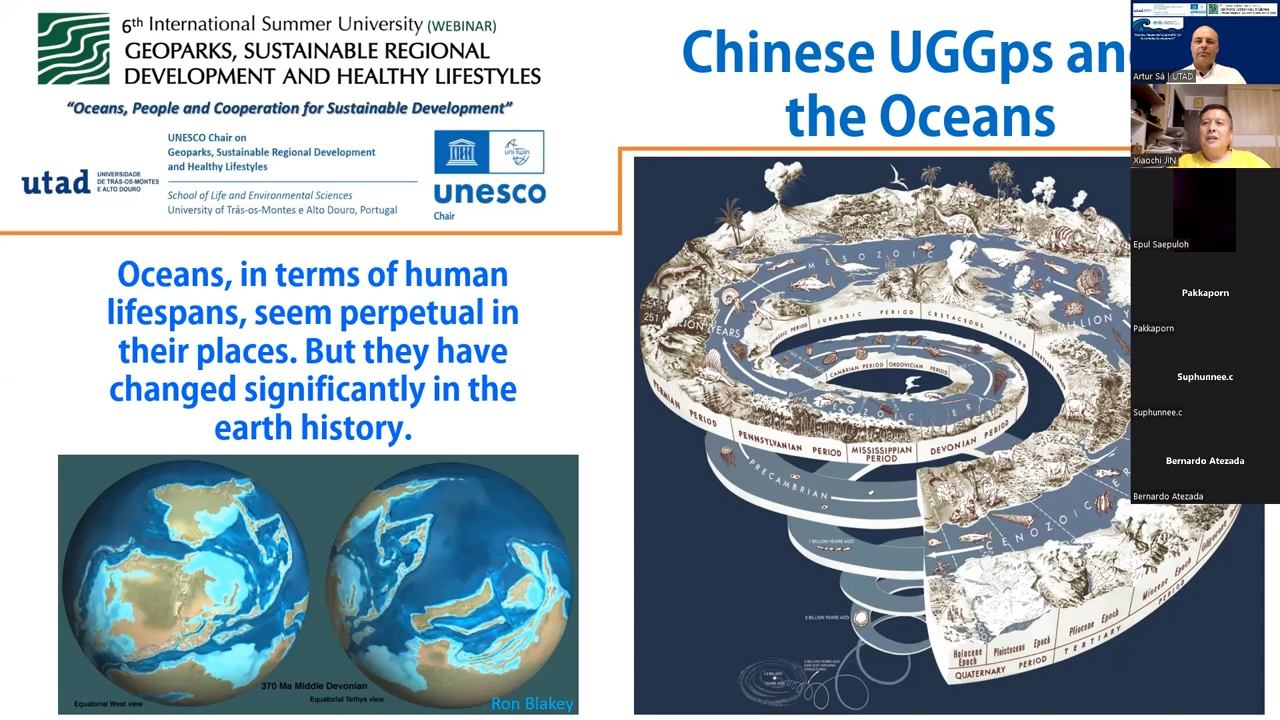 6th International Summer University (WEBINAR)
GEOPARKS, SUSTAINABLE REGIONAL
DEVELOPMENT AND HEALTHY LIFESTYLES
"Oceans, People and Cooperation for Sustainable Development"
utad
UNIVERSIDADE
DE TRÁS-OS-MONTES
E ALTO DOURO
UNESCO Chair on
Geoparks, Sustainable Regional Development
and Healthy Lifestyles
School of Life and Environmental Sciences
University of Trás-os-Montes e Alto Douro, Portugal
unesco
Chair
Chinese UGGps an
the Oceans
Oceans, in terms of human
lifespans, seem perpetual in
their places. But they have
changed significantly in the
earth history.
370 Ma Middle Devonian
Equatorial West view
Equatorial Tethys view
Ron Blakey
MESOZOIC
JURASSIC PERIOD
CRETACEOUS PERIOD
CAMBRIAN PERIOD
ORDOVICIAN PERIOD
PERMIAN PERIOD
PENNSYLVANIAN PERIOD
MISSISSIPPIAN
PERIOD
DEVONIAN PERIOD
PRECAMBRIAN
1 BILLION YEARS AGO
2 BILLION YEARS AGO
CENOZOIC
Holocene
Epoch
Pleistocene Epoch
Pliocene Epoch
Miocene Epoch
QUATERNARY PERIOD
TERTIARY
PERIOD
Artur Sá | UTAD
Xiaochi JIN
Epul Saepuloh
Pakkaporn
Pakkaporn
Suphunnee.c
Suphunnee.c
Bernardo Atezada
Bernardo Atezada